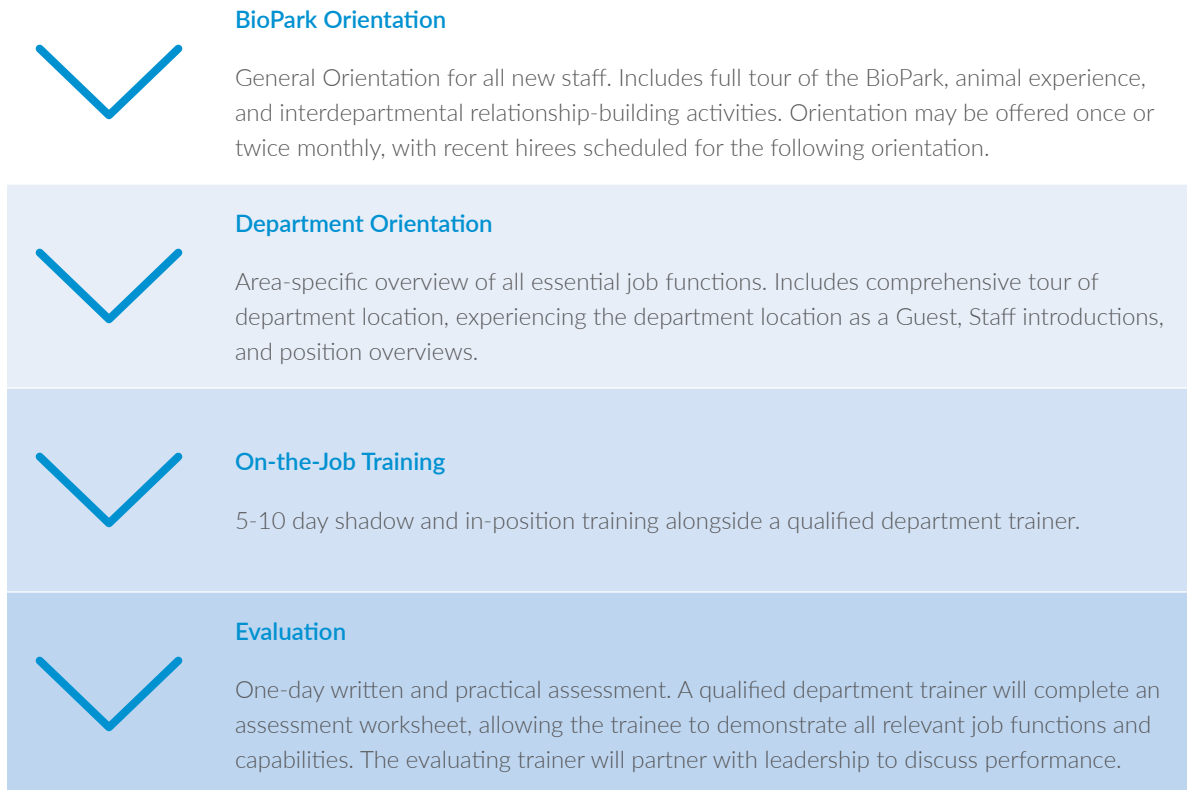 BioPark Orientation
General Orientation for all new staff. Includes full tour of the BioPark, animal experience,
and interdepartmental relationship-building activities. Orientation may be offered once or
twice monthly, with recent hirees scheduled for the following orientation.
Department Orientation
Area-specific overview of all essential job functions. Includes comprehensive tour of
department location, experiencing the department location as a Guest, Staff introductions,
and position overviews.
On-the-Job Training
5-10 day shadow and in-position training alongside a qualified department trainer.
Evaluation
One-day written and practical assessment. A qualified department trainer will complete an
assessment worksheet, allowing the trainee to demonstrate all relevant job functions and
capabilities. The evaluating trainer will partner with leadership to discuss performance.